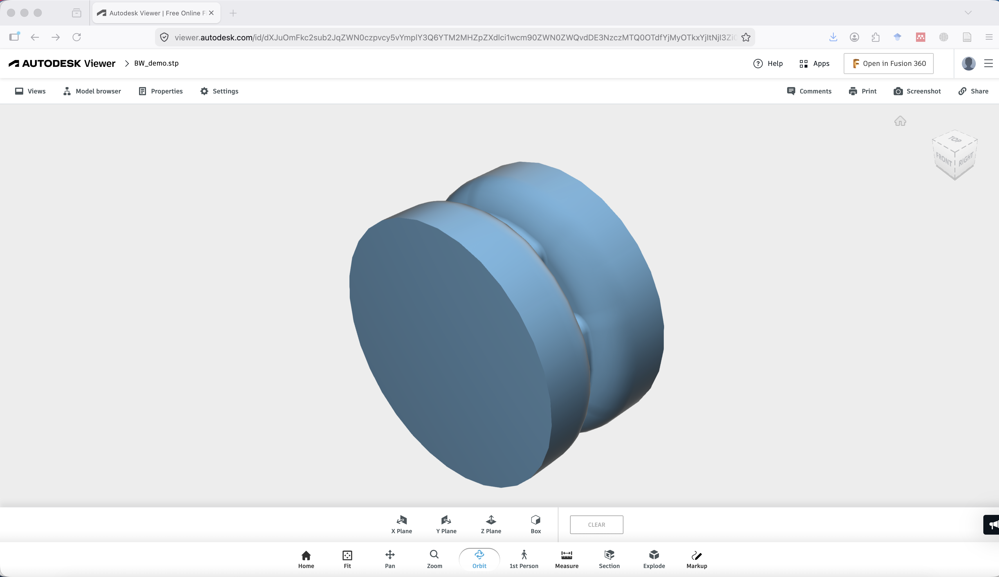 Autodesk Viewer | Free Online F
viewer.autodesk.com/id/
AUTODESK Viewer > BW_demo.stp
Help
Apps
Open in Fusion 360
Views
Model browser
Properties
Settings
Comments
Print
Screenshot
Share
TOP
FRONT
RIGHT
X Plane
Y Plane
Z Plane
Box
CLEAR
Home
Fit
Pan
Zoom
Orbit
1st Person
Measure
Section
Explode
Markup